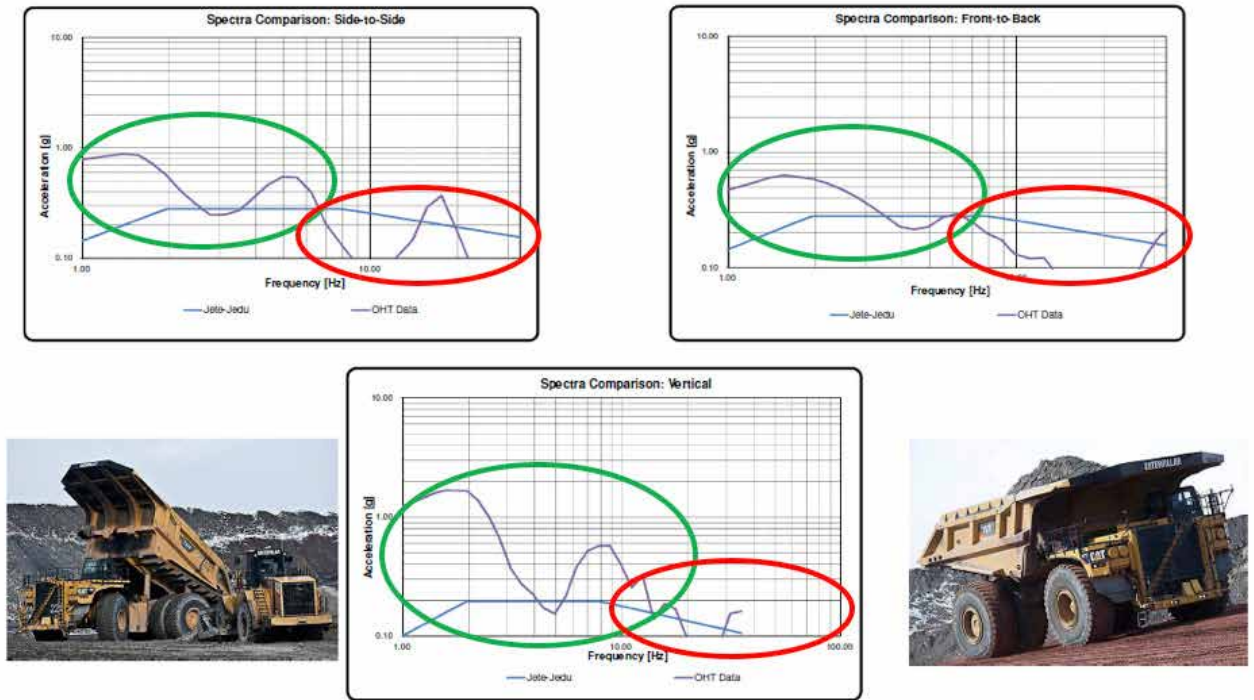 Spectra Comparison: Side-to-Side
10.00
Acceleration [g]
1.00
0.10
1.00
10.00
Frequency [Hz]
Jete-Jedu
OHT Data
Spectra Comparison: Front-to-Back
10.00
Acceleration [g]
1.00
0.10
1.00
Frequency [Hz]
Jete-Jedu
OHT Data
Spectra Comparison: Vertical
10.00
Acceleration [g]
1.00
0.10
1.00
10.00
100.00
Frequency [Hz]
Jete-Jedu
OHT Data
CATERPILLAR
CAT